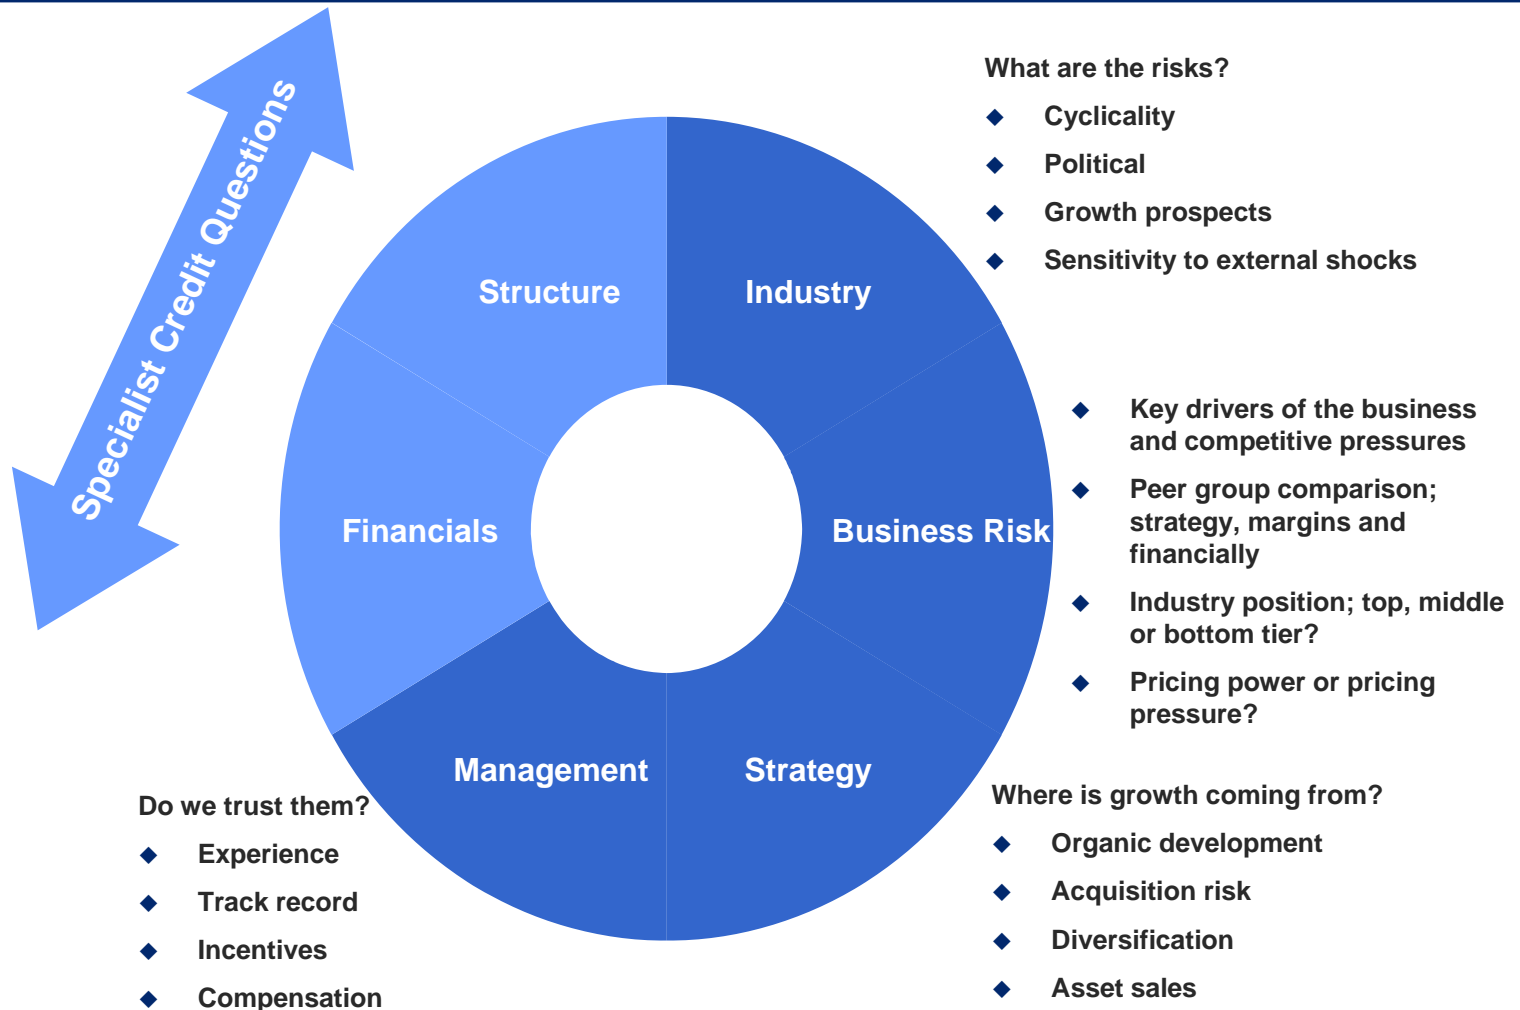 Specialist Credit Questions
What are the risks?
Cyclicality
Political
Growth prospects
Sensitivity to external shocks
Structure
Industry
Key drivers of the business
and competitive pressures
Peer group comparison;
strategy, margins and
financially
Industry position; top, middle
or bottom tier?
Pricing power or pricing
pressure?
Financials
Business Risk
Management
Strategy
Do we trust them?
Experience
Track record
Incentives
Compensation
Where is growth coming from?
Organic development
Acquisition risk
Diversification
Asset sales